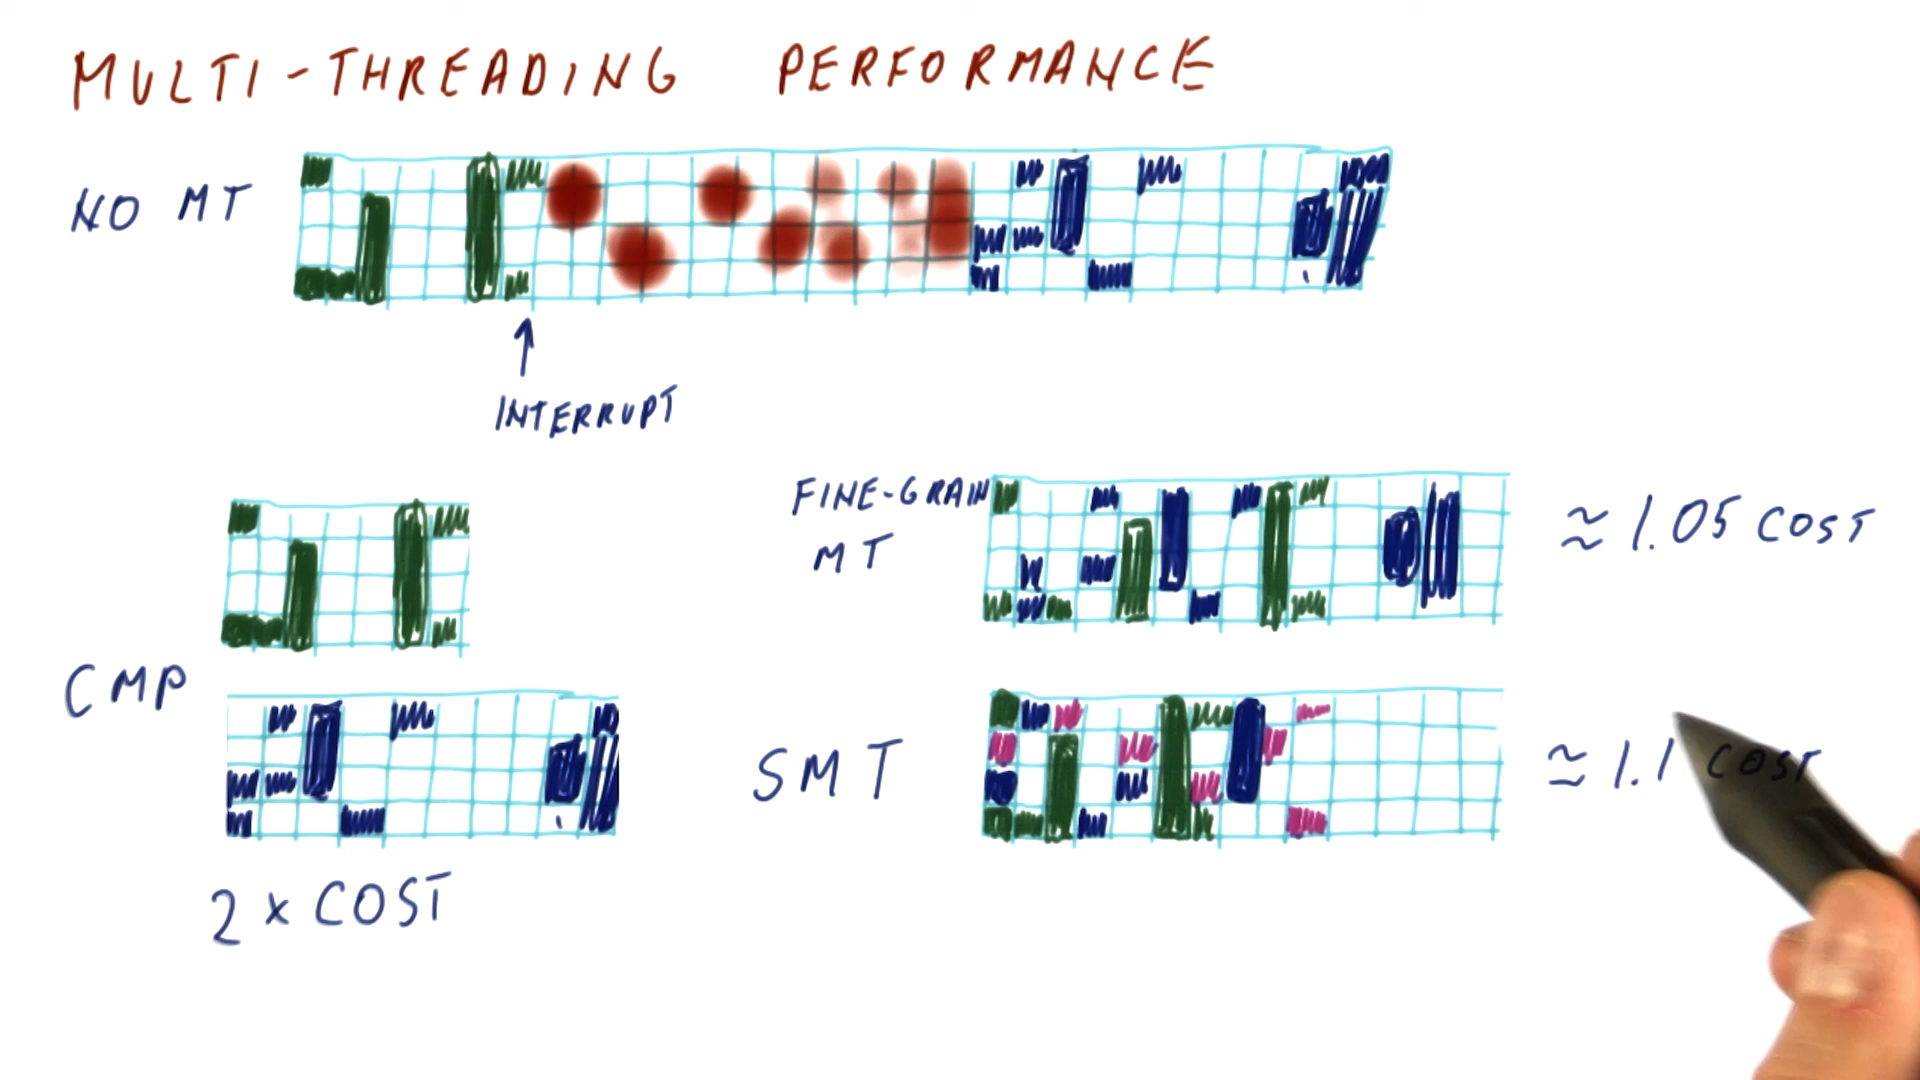 MULTI-THREADING PERFORMANCE
NO MT
INTERRUPT
FINE-GRAIN
MT
≈ 1.05 COST
CMP
SMT
≈ 1.1 COST
2 x COST